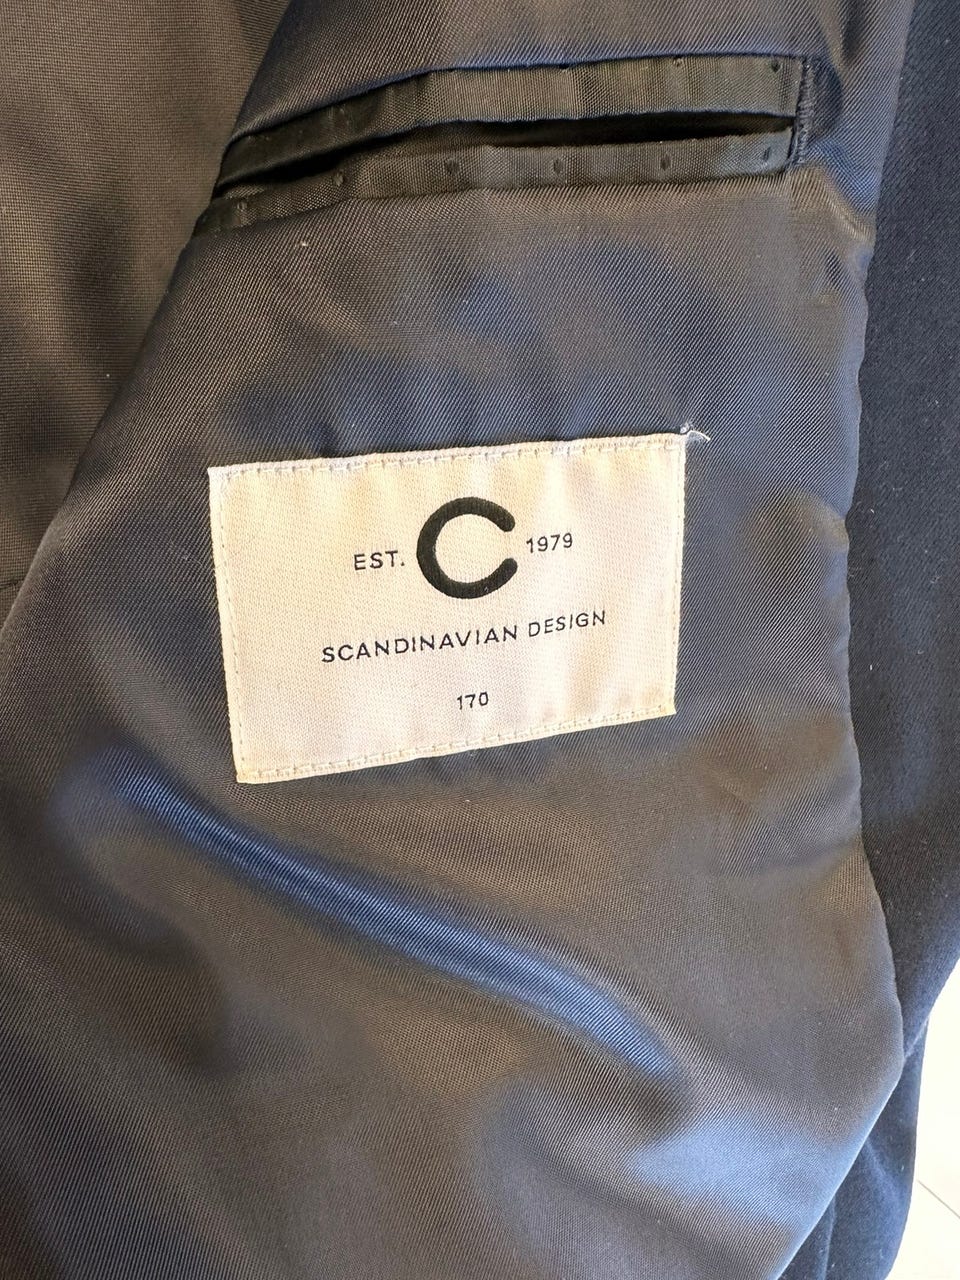 EST. C 1979
SCANDINAVIAN DESIGN
170